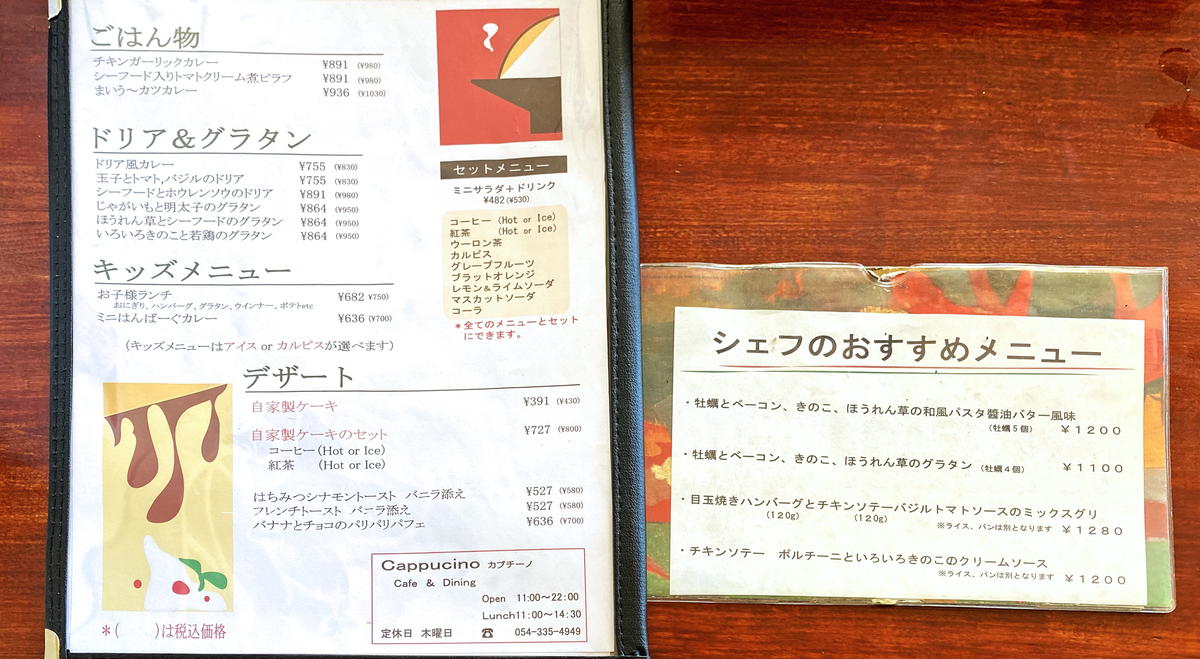 ごはん物
チキンガーリックカレー ¥891 (¥980)
シーフード入りトマトクリーム煮ピラフ ¥891 (¥980)
まいう〜カツカレー ¥936 (¥1030)
ドリア&グラタン
ドリア風カレー ¥755 (¥830)
玉子とトマト,バジルのドリア ¥755 (¥830)
シーフードとホウレンソウのドリア ¥891 (¥980)
じゃがいもと明太子のグラタン ¥864 (¥950)
ほうれん草とシーフードのグラタン ¥864 (¥950)
いろいろきのこと若鶏のグラタン ¥864 (¥950)
キッズメニュー
お子様ランチ ¥682 ¥750)
おにぎり、ハンバーグ、グラタン、ウインナー、ポテトetc
ミニはんばーぐカレー ¥636 (¥700)
(キッズメニューはアイス or カルピスが選べます)
デザート
自家製ケーキ ¥391 (¥430)
自家製ケーキのセット ¥727 (¥800)
コーヒー(Hot or Ice)
紅茶 (Hot or Ice)
はちみつシナモントースト バニラ添え ¥527 (¥580)
フレンチトースト バニラ添え ¥527 (¥580)
バナナとチョコのパリパリパフェ ¥636 (¥700)
*( )は税込価格
セットメニュー
ミニサラダ+ドリンク
¥482(¥530)
コーヒー (Hot or Ice)
紅茶 (Hot or Ice)
ウーロン茶
カルピス
グレープフルーツ
ブラットオレンジ
レモン&ライムソーダ
マスカットソーダ
コーラ
*全てのメニューとセット
にできます。
Cappucino カプチーノ
Cafe & Dining
Open 11:00〜22:00
Lunch11:00〜14:30
定休日 木曜日 ☎ 054-335-4949
シェフのおすすめメニュー
・牡蠣とベーコン、きのこ、ほうれん草の和風パスタ醤油バター風味
(牡蠣5個) ¥1200
・牡蠣とベーコン、きのこ、ほうれん草のグラタン (牡蠣4個) ¥1100
・目玉焼きハンバーグとチキンソテーバジルトマトソースのミックスグリ
(120g) (120g)
※ライス、パンは別となります ¥1280
・チキンソテー ポルチーニといろいろきのこのクリームソース
※ライス、パンは別となります ¥1200